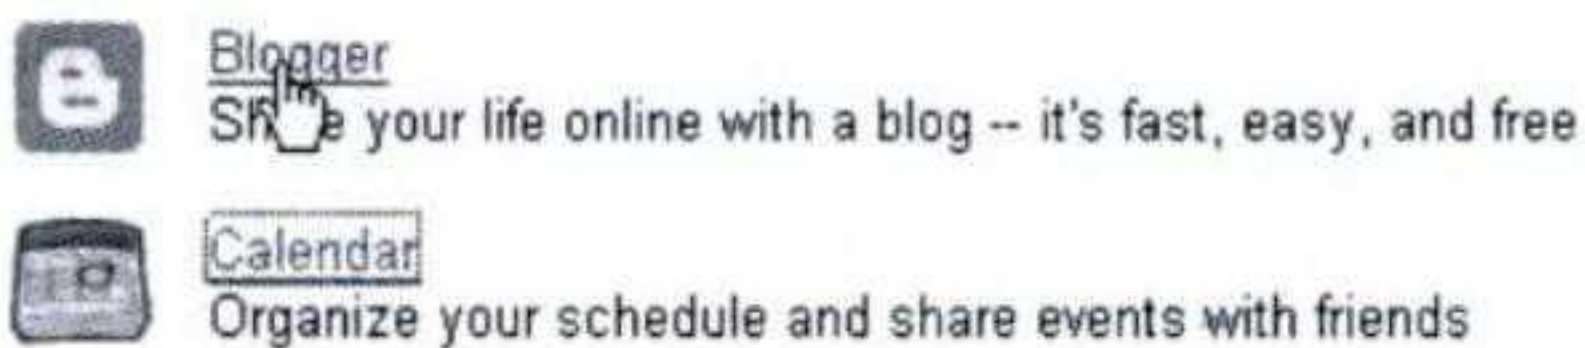 Blogger
Share your life online with a blog -- it's fast, easy, and free
Calendar
Organize your schedule and share events with friends